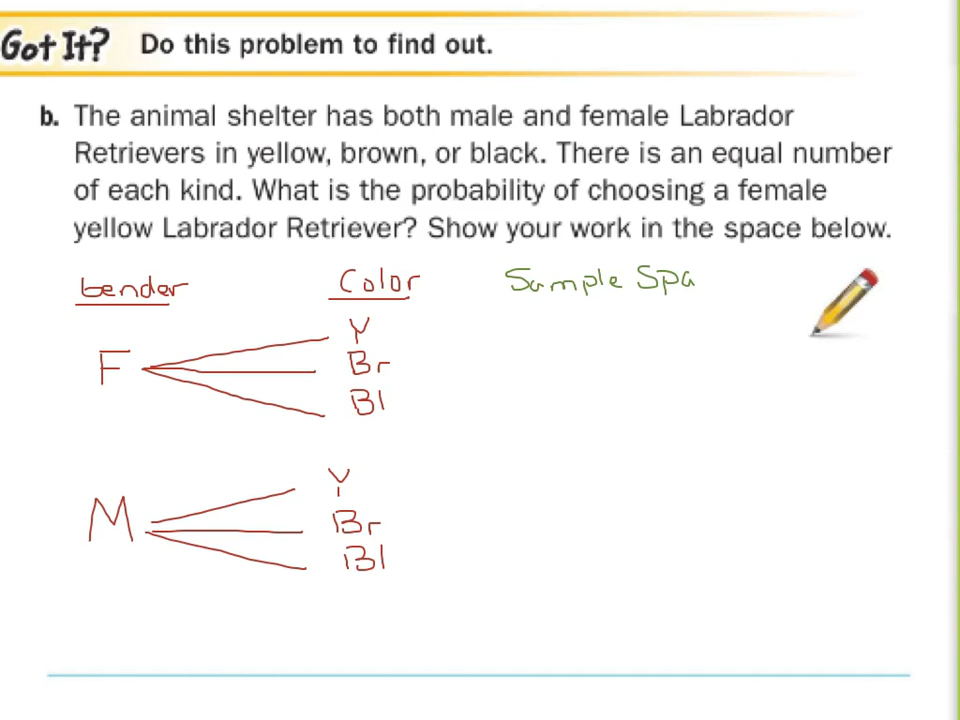 Got It? Do this problem to find out.
b. The animal shelter has both male and female Labrador
Retrievers in yellow, brown, or black. There is an equal number
of each kind. What is the probability of choosing a female
yellow Labrador Retriever? Show your work in the space below.
Gender Color Sample Spa
Y
F Br
Bl
Y
M Br
Bl